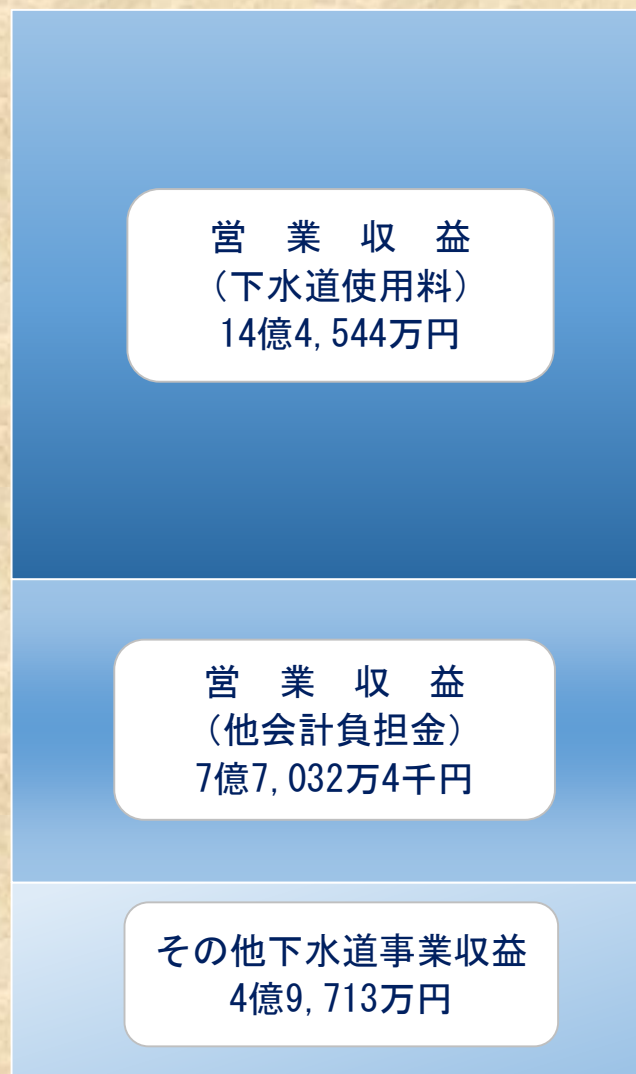 営　業　収　益
（下水道使用料）
14億4,544万円
営　業　収　益
（他会計負担金）
7億7,032万4千円
その他下水道事業収益
4億9,713万円